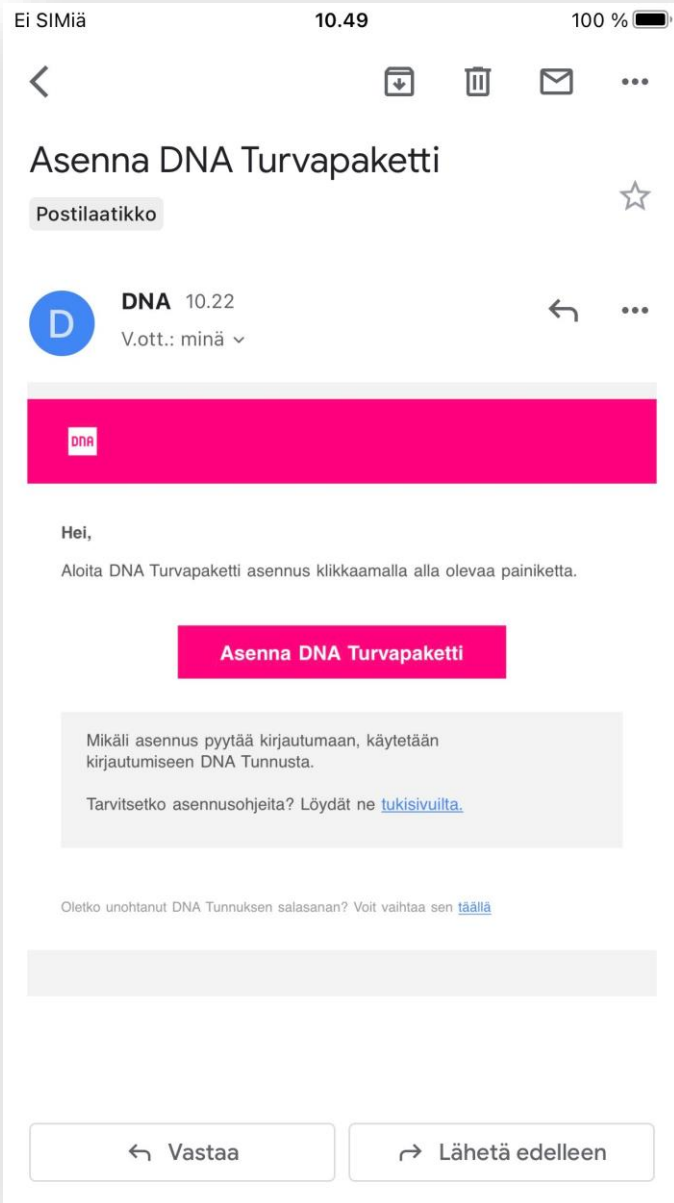 Ei SIMiä 10.49 100 %
Asenna DNA Turvapaketti
Postilaatikko
D
DNA 10.22
V.ott.: minä
DNA
Hei,
Aloita DNA Turvapaketti asennus klikkaamalla alla olevaa painiketta.
Asenna DNA Turvapaketti
Mikäli asennus pyytää kirjautumaan, käytetään
kirjautumiseen DNA Tunnusta.
Tarvitsetko asennusohjeita? Löydät ne tukisivuilta.
Oletko unohtanut DNA Tunnuksen salasanan? Voit vaihtaa sen täällä
Vastaa
Lähetä edelleen